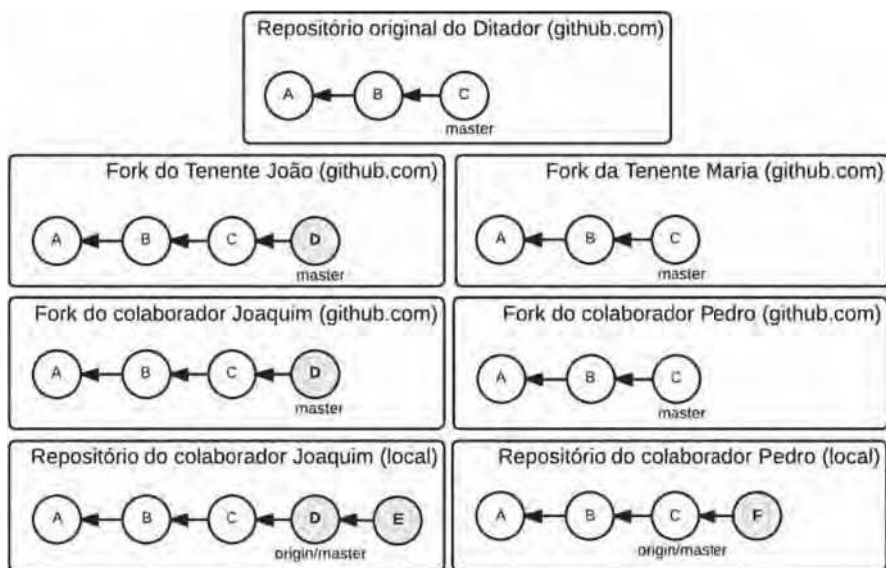 Repositório original do Ditador (github.com)
A B C
master
Fork do Tenente João (github.com)
A B C D
master
Fork da Tenente Maria (github.com)
A B C
master
Fork do colaborador Joaquim (github.com)
A B C D
master
Fork do colaborador Pedro (github.com)
A B C
master
Repositório do colaborador Joaquim (local)
A B C D E
origin/master
Repositório do colaborador Pedro (local)
A B C F
origin/master